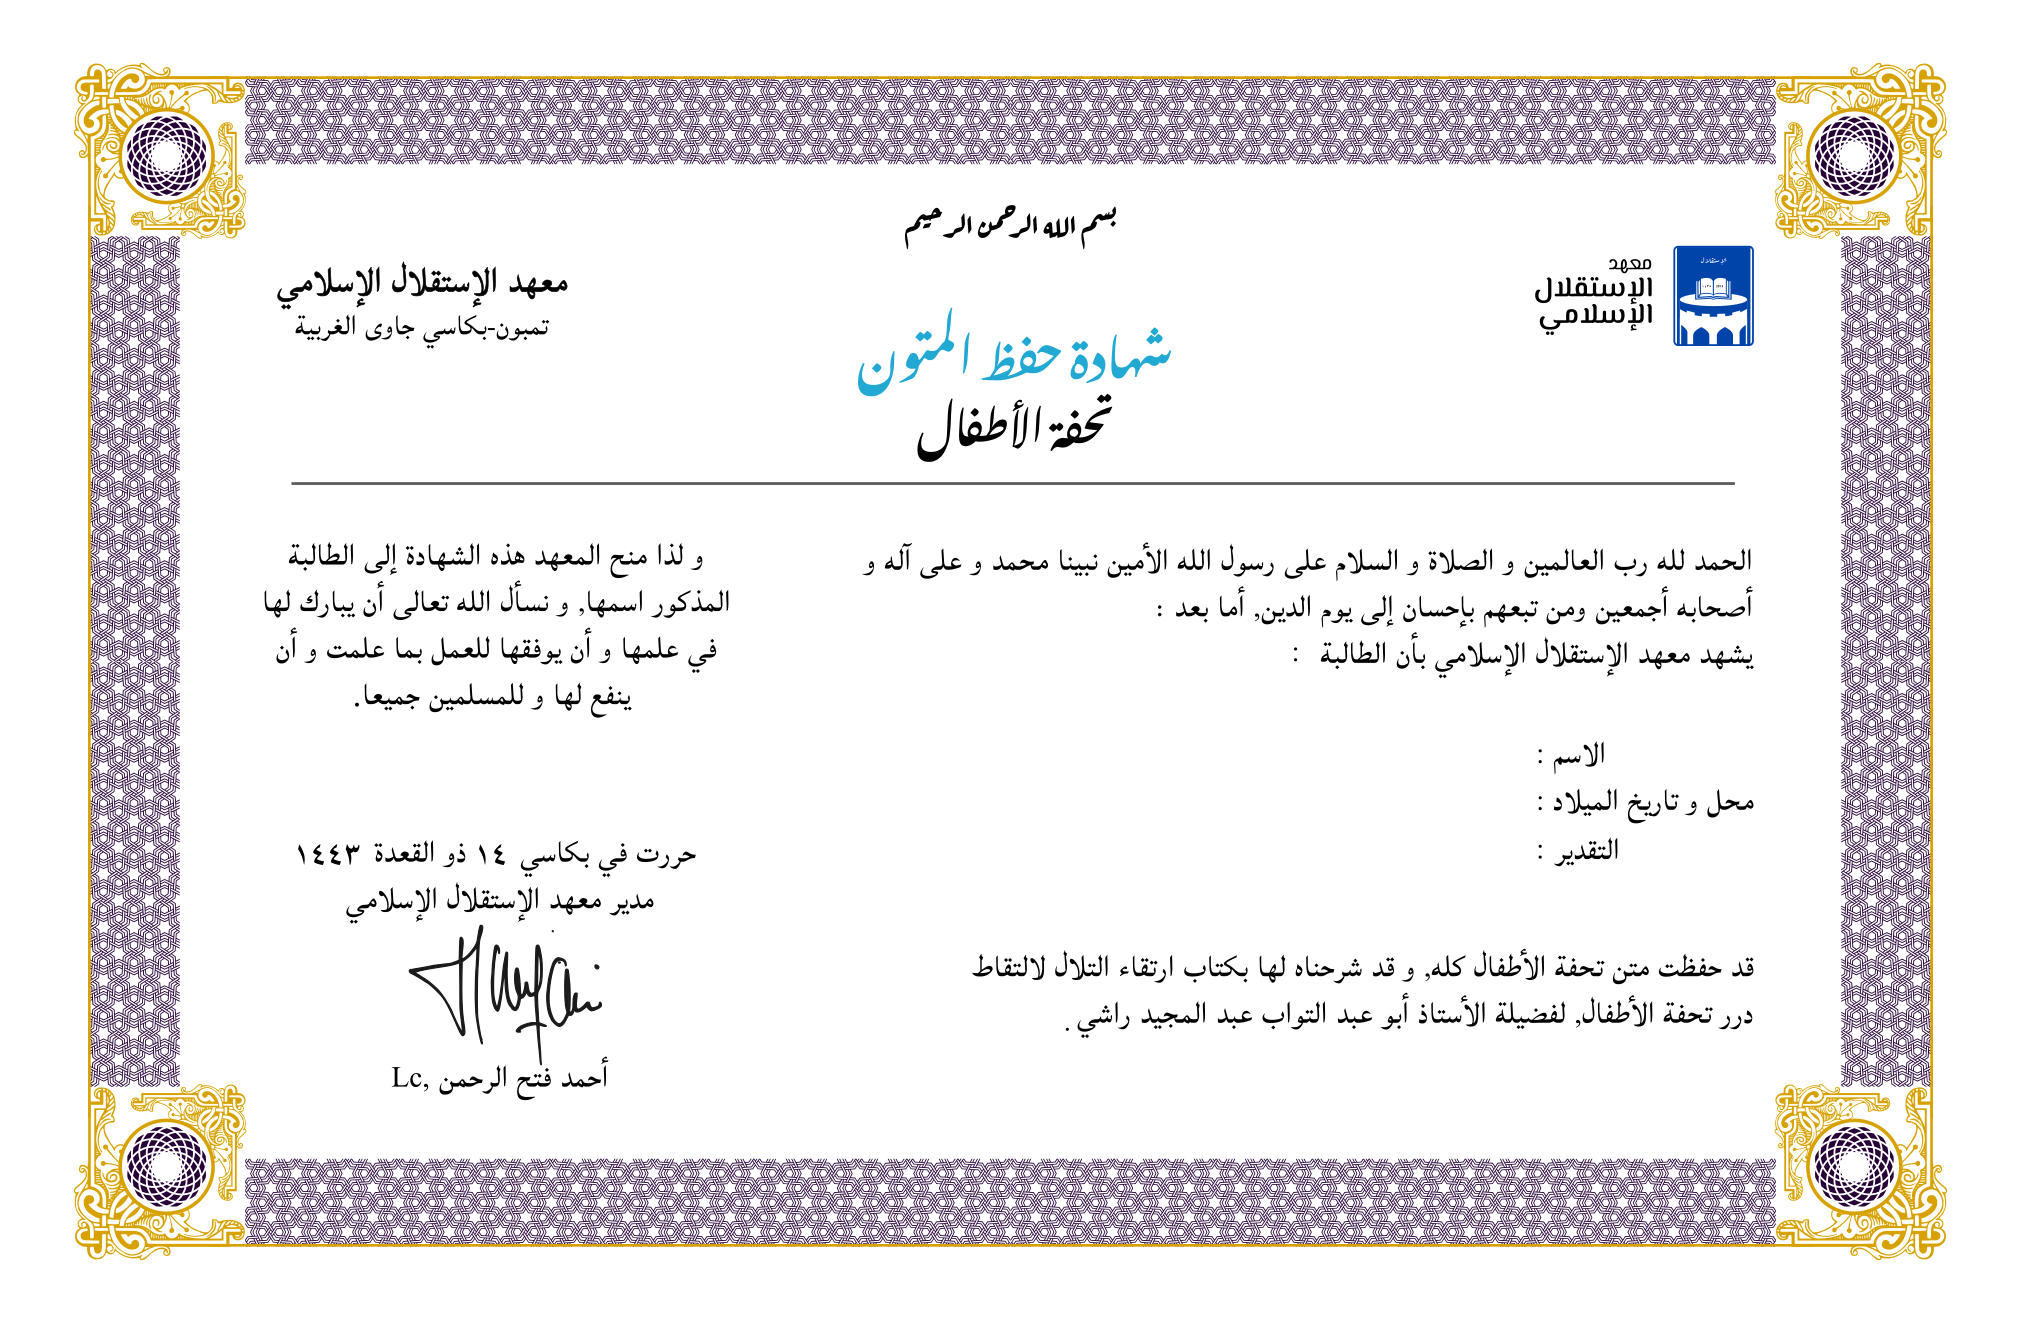 بسم الله الرحمن الرحيم
معهد
الإستقلال
الإسلامي
الإستقلال
معهد الإستقلال الإسلامي
تمبون-بكاسي جاوى الغربية
شهادة حفظ المتون
تحفة الأطفال
الحمد لله رب العالمين و الصلاة و السلام على رسول الله الأمين نبينا محمد و على آله و
أصحابه أجمعين ومن تبعهم بإحسان إلى يوم الدين, أما بعد :
يشهد معهد الإستقلال الإسلامي بأن الطالبة :
الاسم :
محل و تاريخ الميلاد :
التقدير :
قد حفظت متن تحفة الأطفال كله, و قد شرحناه لها بكتاب ارتقاء التلال لالتقاط
درر تحفة الأطفال, لفضيلة الأستاذ أبو عبد التواب عبد المجيد راشي .
و لذا منح المعهد هذه الشهادة إلى الطالبة
المذكور اسمها, و نسأل الله تعالى أن يبارك لها
في علمها و أن يوفقها للعمل بما علمت و أن
ينفع لها و للمسلمين جميعا.
حررت في بكاسي ١٤ ذو القعدة ١٤٤٣
مدير معهد الإستقلال الإسلامي
أحمد فتح الرحمن ,Lc